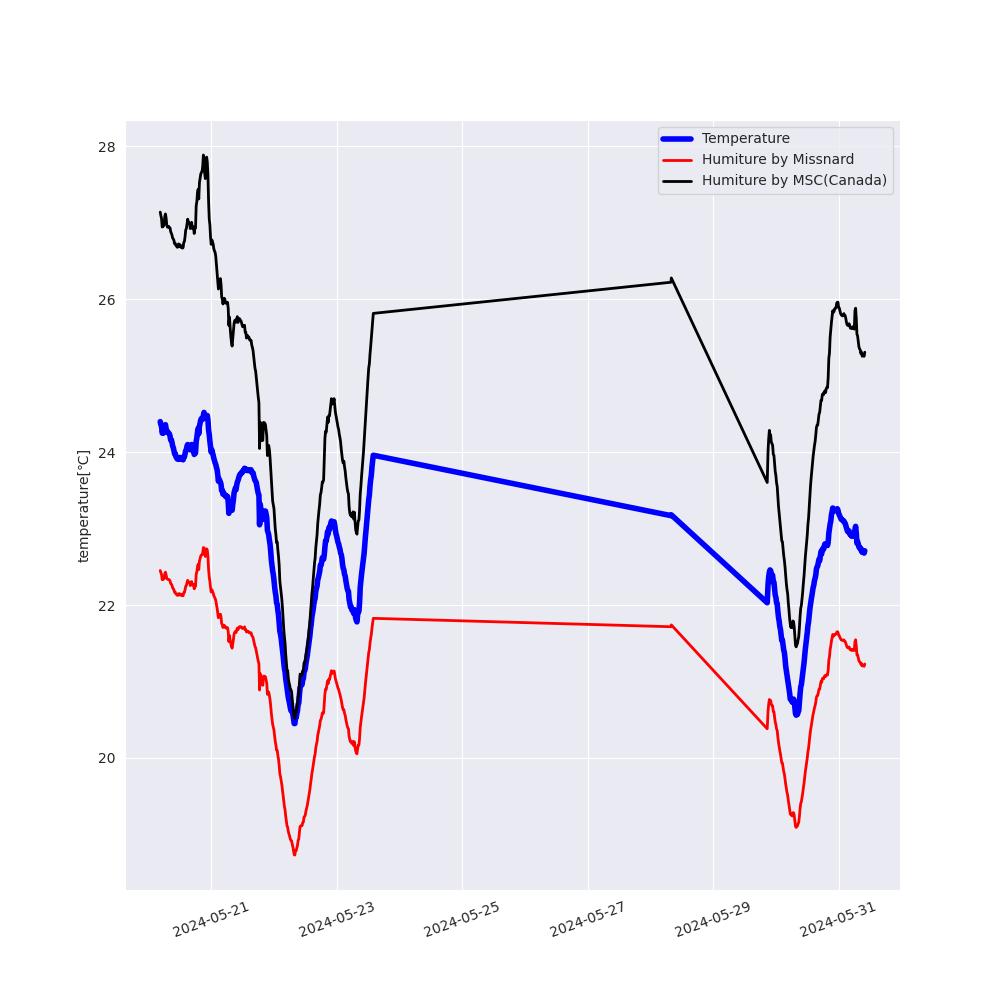 Temperature
Humiture by Missnard
Humiture by MSC(Canada)
28
26
24
22
20
temperature[℃]
2024-05-21
2024-05-23
2024-05-25
2024-05-27
2024-05-29
2024-05-31